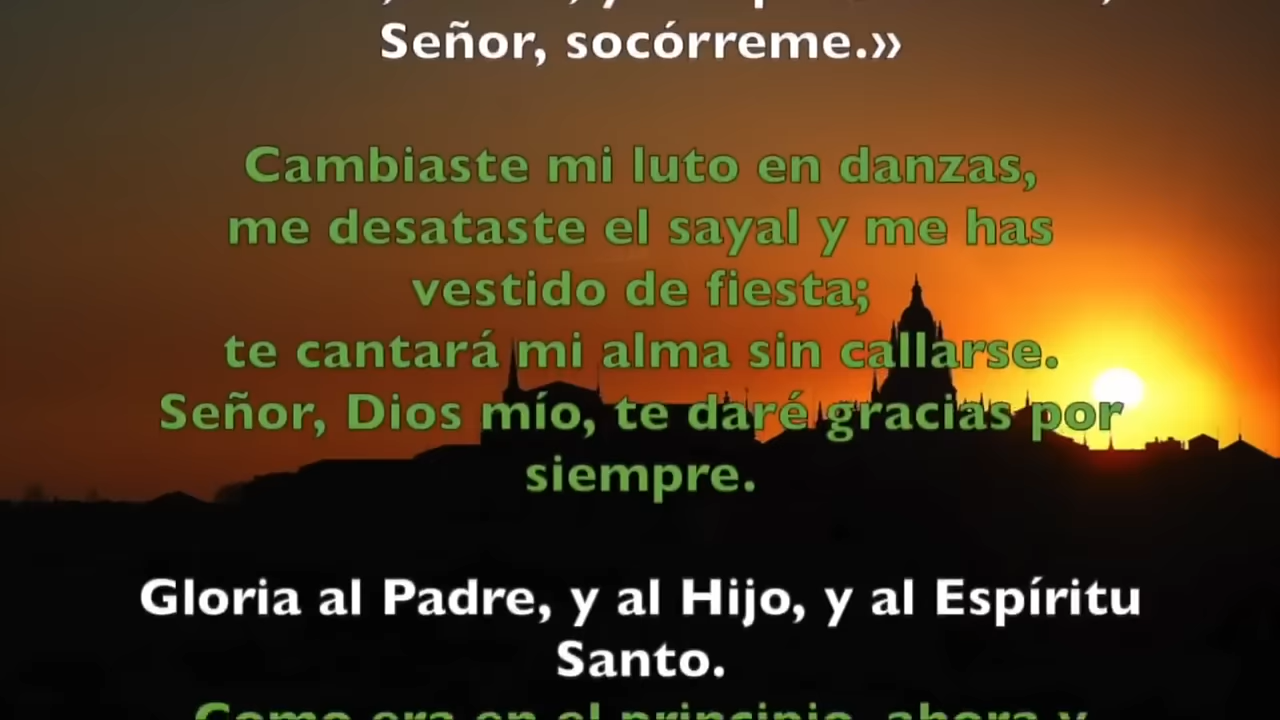 Señor, socórreme.»
Cambiaste mi luto en danzas,
me desataste el sayal y me has
vestido de fiesta;
te cantará mi alma sin callarse.
Señor, Dios mío, te daré gracias por
siempre.
Gloria al Padre, y al Hijo, y al Espíritu
Santo.
Como era en el principio, ahora y